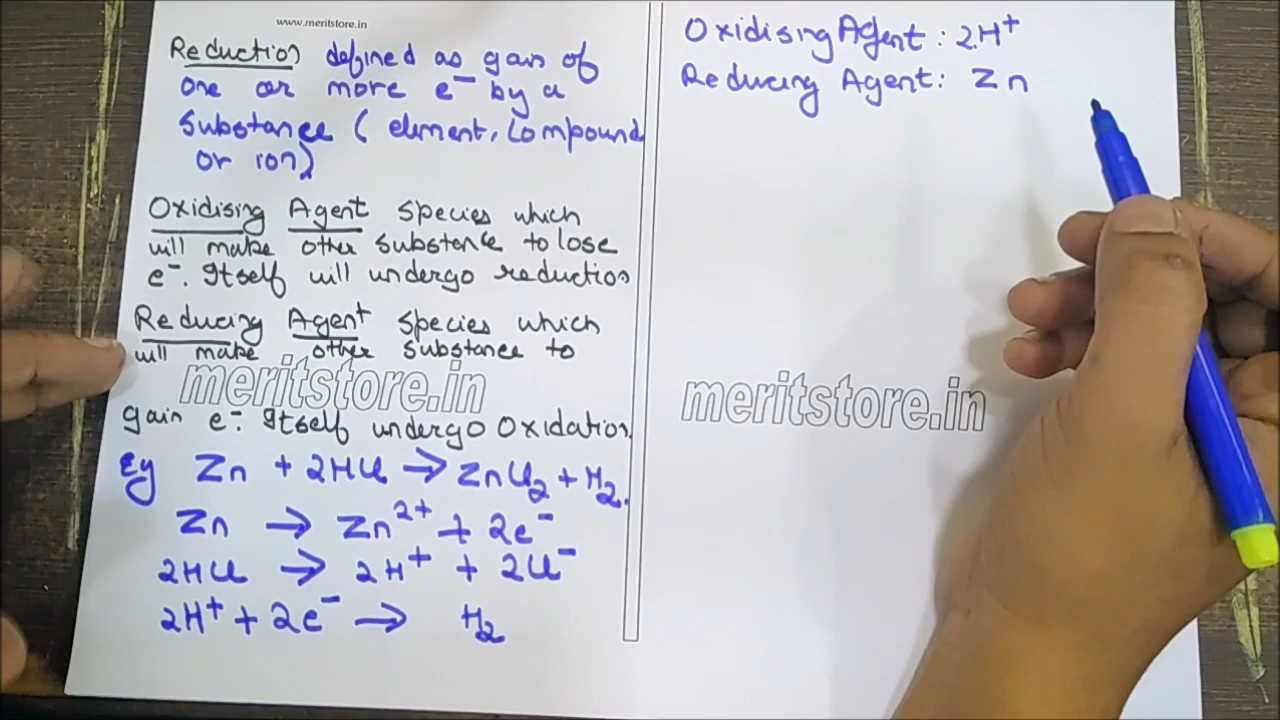 www.meritstore.in
Reduction defined as gain of
one or more e⁻ by a
substance (element, compound
or ion)
Oxidising Agent species which
will make other substance to lose
e⁻. Itself will undergo reduction
Reducing Agent species which
will make other substance to
meritstore.in
gain e⁻. Itself undergo Oxidation.
Eg Zn + 2HCl → ZnCl₂ + H₂.
Zn → Zn²⁺ + 2e⁻
2HCl → 2H⁺ + 2Cl⁻
2H⁺ + 2e⁻ → H₂
Oxidising Agent : 2H⁺
Reducing Agent: Zn
meritstore.in